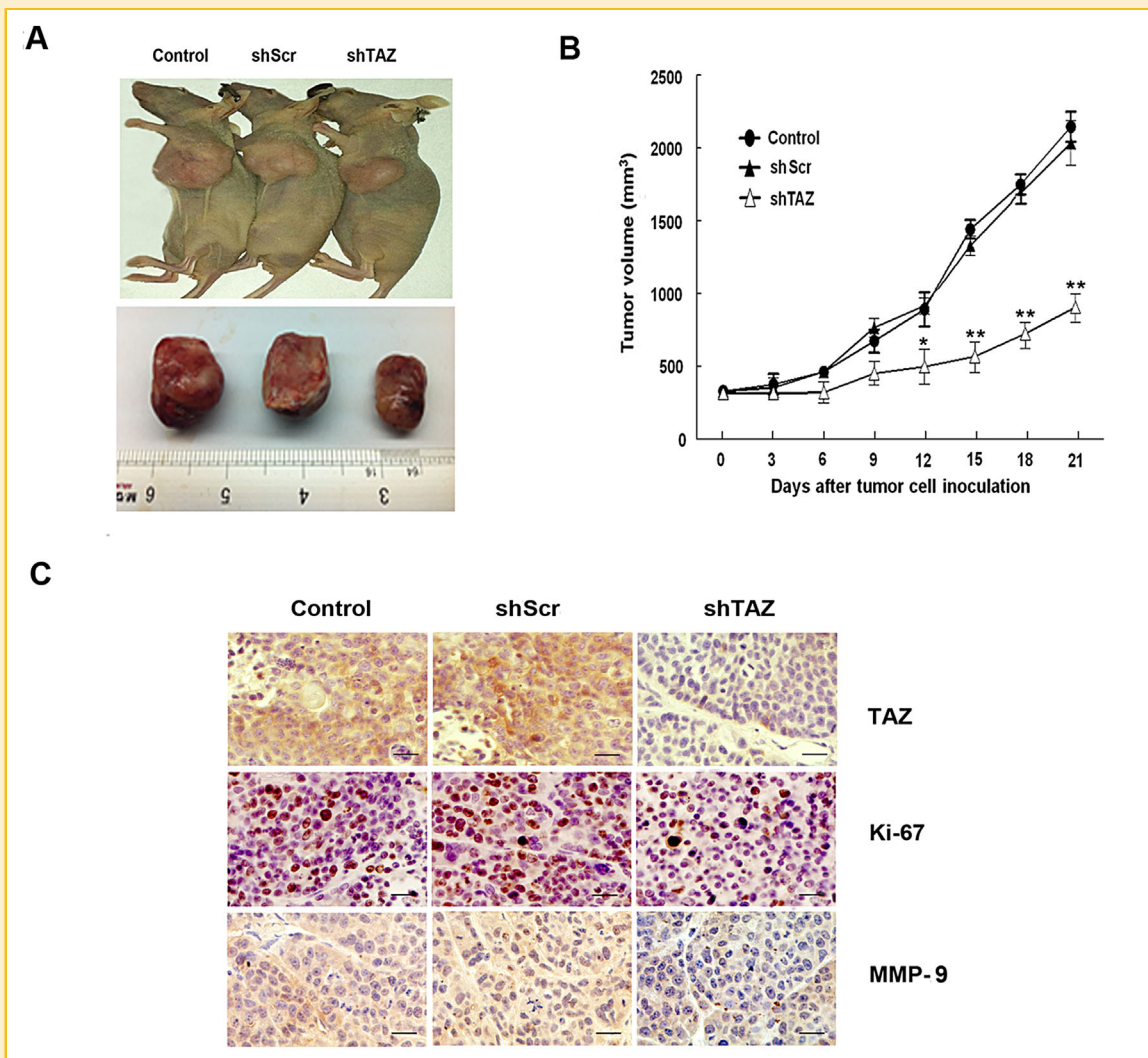 A
Control shScr shTAZ
6 5 4 3
16 64
B
Tumor volume (mm³)
2500
2000
1500
1000
500
0
Control
shScr
shTAZ
* ** ** **
0 3 6 9 12 15 18 21
Days after tumor cell inoculation
C
Control shScr shTAZ
TAZ
Ki-67
MMP-9